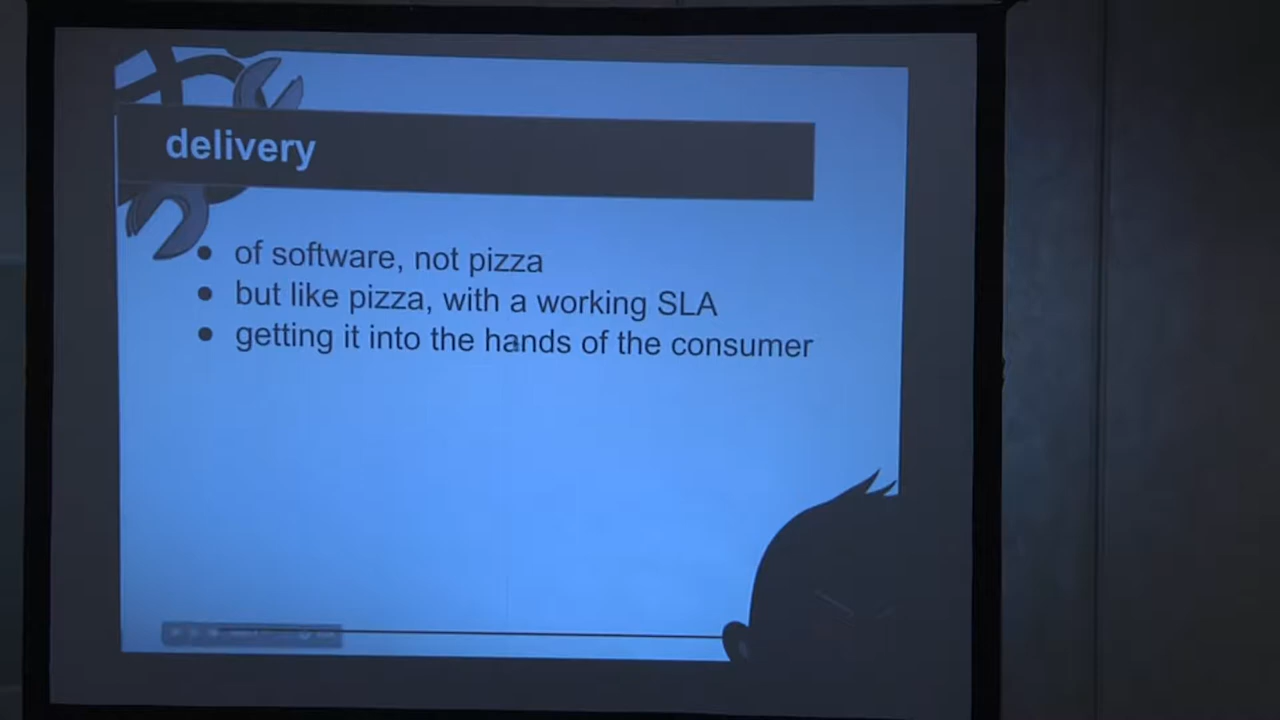 delivery
of software, not pizza
but like pizza, with a working SLA
getting it into the hands of the consumer